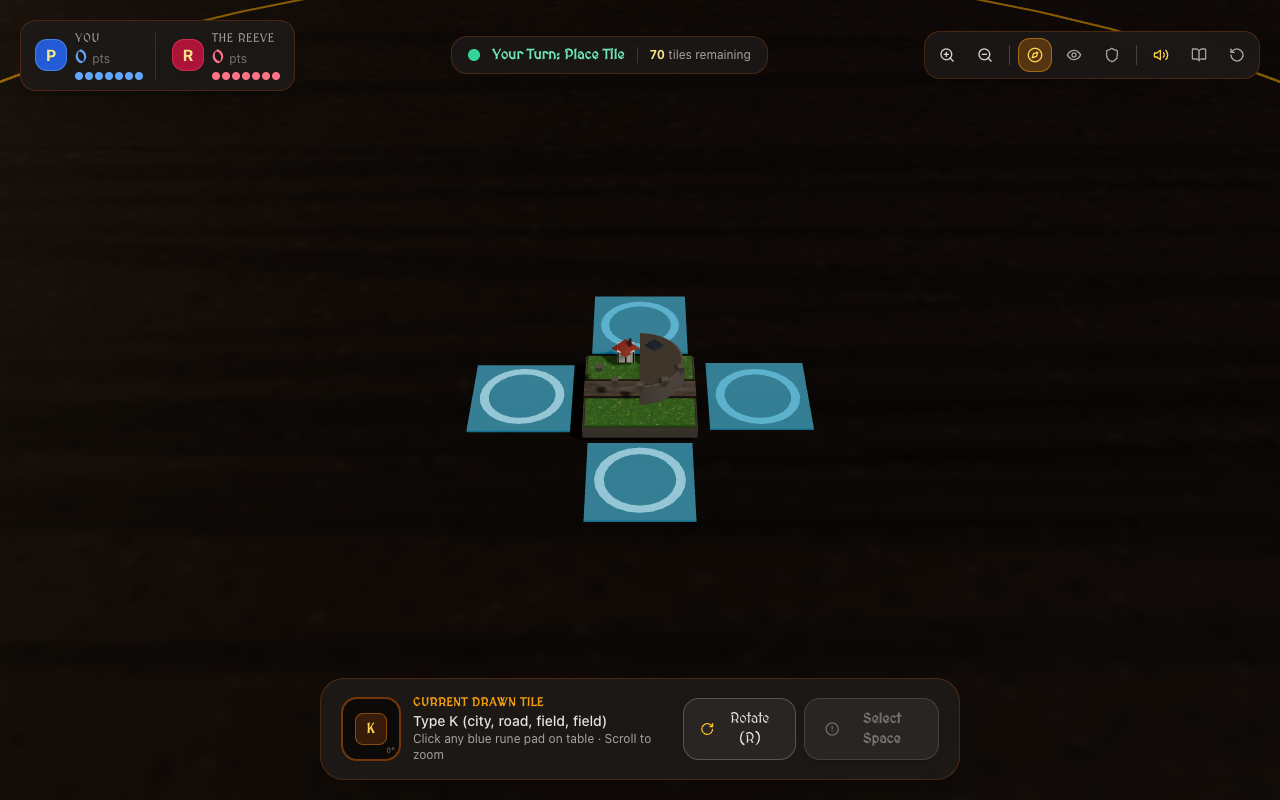 P
YOU
0 pts
R
THE REEVE
0 pts
Your Turn: Place Tile
70 tiles remaining
K
0°
CURRENT DRAWN TILE
Type K (city, road, field, field)
Click any blue rune pad on table · Scroll to
zoom
Rotate
(R)
Select
Space